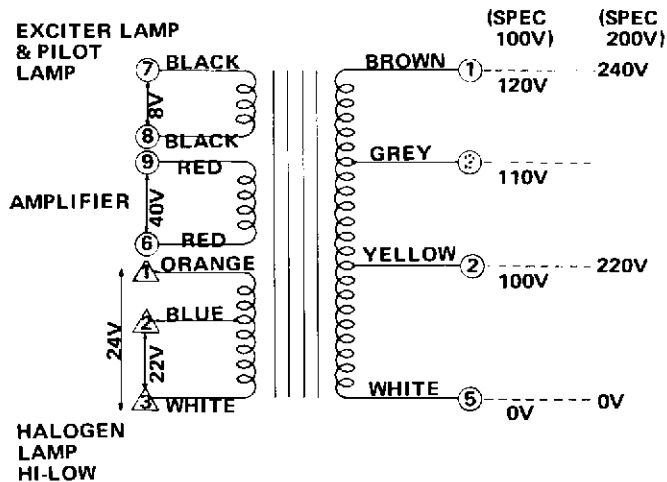 (SPEC 100V) (SPEC 200V)
EXCITER LAMP
& PILOT
LAMP
7 BLACK
8V
8 BLACK
9 RED
AMPLIFIER
40V
6 RED
1 ORANGE
2 BLUE
24V
22V
3 WHITE
HALOGEN
LAMP
HI-LOW
BROWN 1 120V 240V
GREY 110V
YELLOW 2 100V 220V
WHITE 5 0V 0V